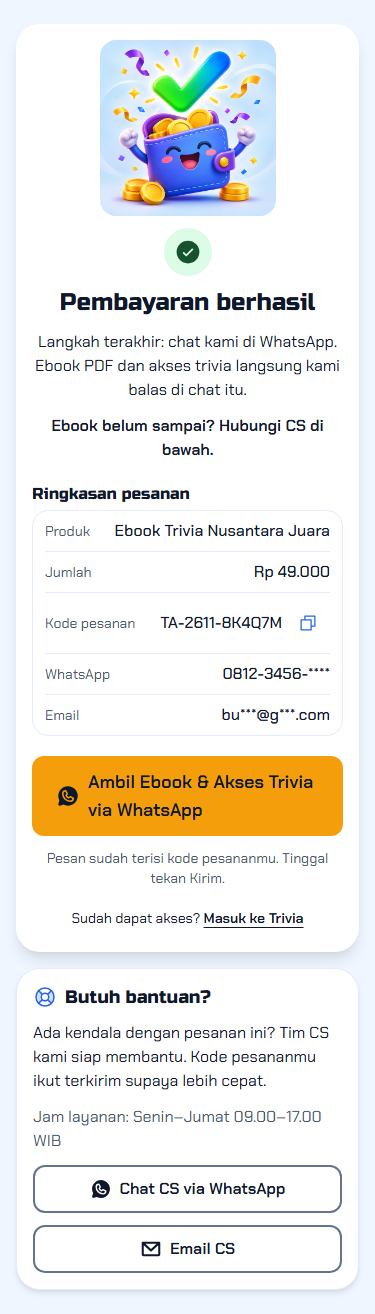 Pembayaran berhasil
Langkah terakhir: chat kami di WhatsApp.
Ebook PDF dan akses trivia langsung kami
balas di chat itu.
Ebook belum sampai? Hubungi CS di
bawah.
Ringkasan pesanan
Produk Ebook Trivia Nusantara Juara
Jumlah Rp 49.000
Kode pesanan TA-2611-8K4Q7M
WhatsApp 0812-3456-****
Email bu***@g***.com
Ambil Ebook & Akses Trivia
via WhatsApp
Pesan sudah terisi kode pesananmu. Tinggal
tekan Kirim.
Sudah dapat akses? Masuk ke Trivia
Butuh bantuan?
Ada kendala dengan pesanan ini? Tim CS
kami siap membantu. Kode pesananmu
ikut terkirim supaya lebih cepat.
Jam layanan: Senin–Jumat 09.00–17.00
WIB
Chat CS via WhatsApp
Email CS